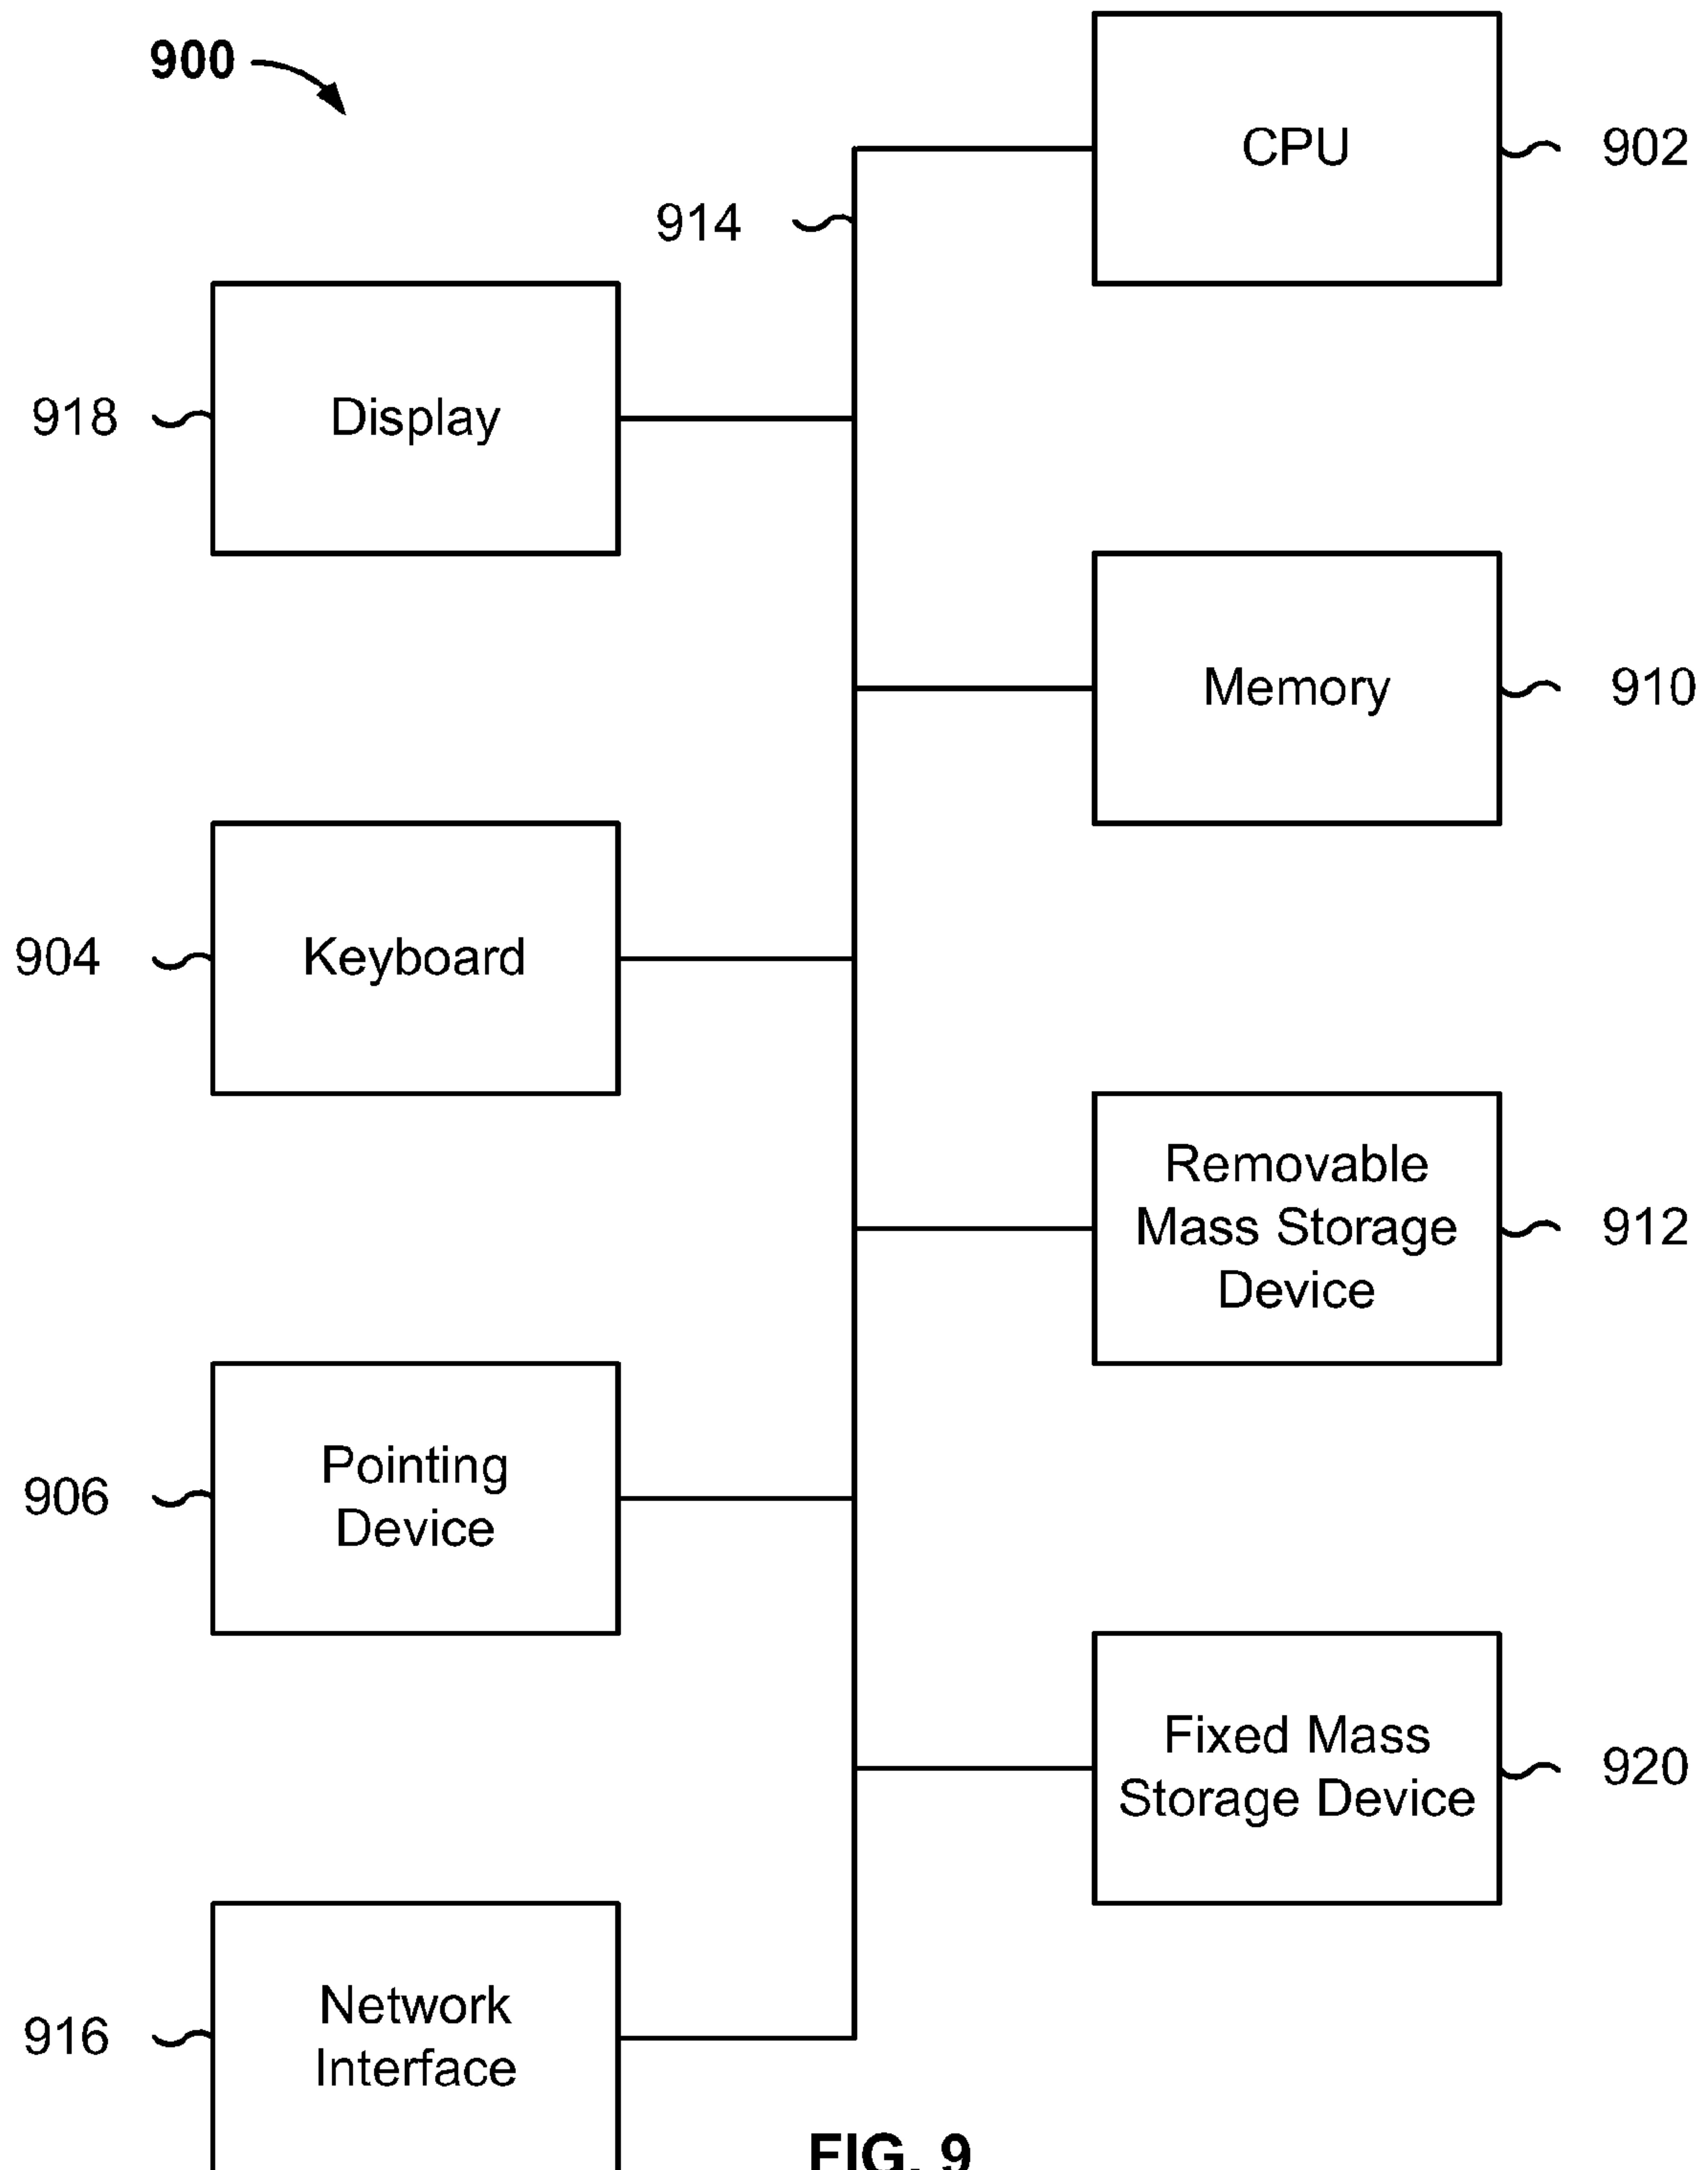 900
CPU
902
914
918
Display
Memory
910
904
Keyboard
Removable
Mass Storage
Device
912
906
Pointing
Device
Fixed Mass
Storage Device
920
916
Network
Interface
FIG. 9